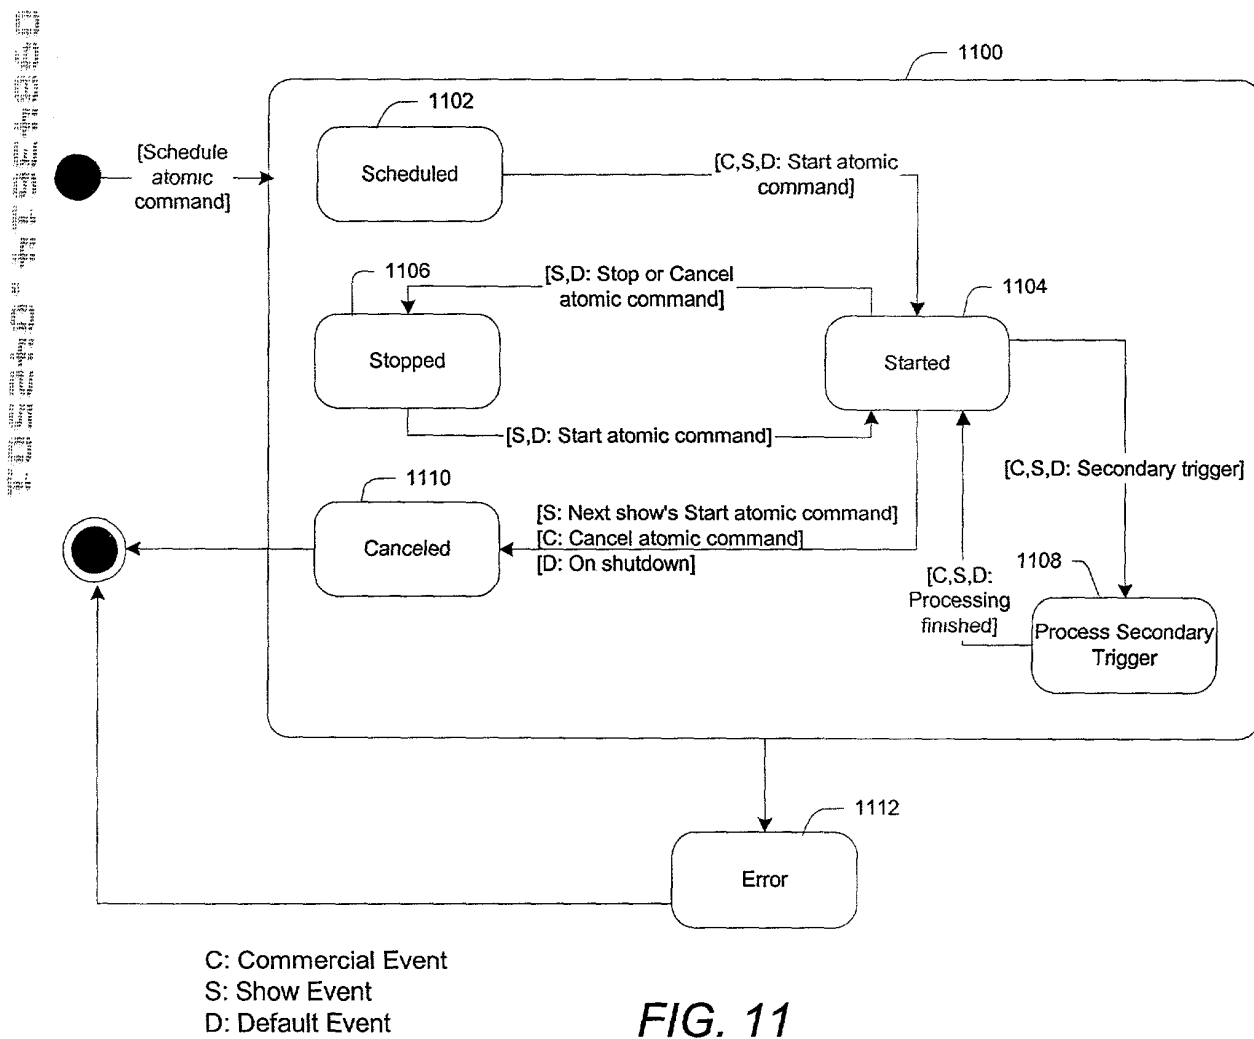 1100
1102
Scheduled
[Schedule
atomic
command]
[C,S,D: Start atomic
command]
1106
[S,D: Stop or Cancel
atomic command]
1104
Stopped
Started
[S,D: Start atomic command]
[C,S,D: Secondary trigger]
1110
Canceled
[S: Next show's Start atomic command]
[C: Cancel atomic command]
[D: On shutdown]
[C,S,D:
Processing
finished]
1108
Process Secondary
Trigger
1112
Error
C: Commercial Event
S: Show Event
D: Default Event
FIG. 11